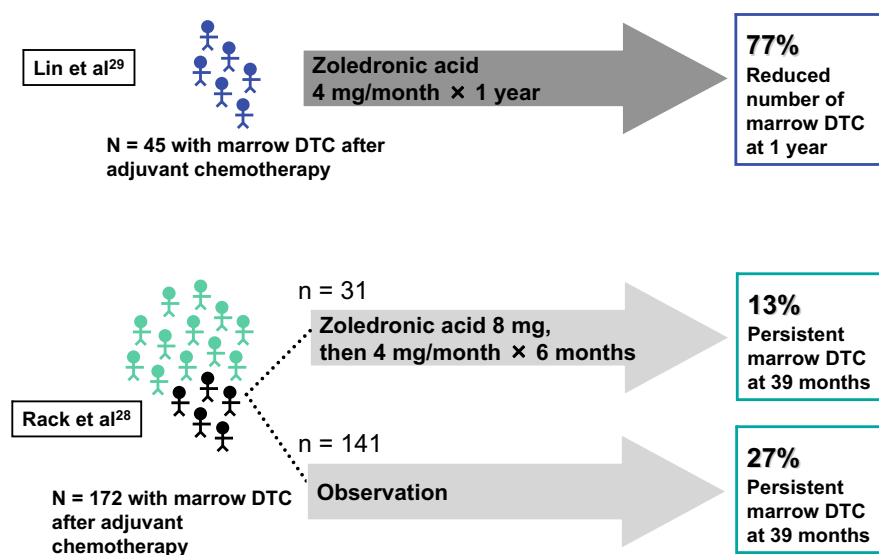 Lin et al29
N = 45 with marrow DTC after
adjuvant chemotherapy
Zoledronic acid
4 mg/month × 1 year
77%
Reduced
number of
marrow DTC
at 1 year
Rack et al28
N = 172 with marrow DTC
after adjuvant
chemotherapy
n = 31
Zoledronic acid 8 mg,
then 4 mg/month × 6 months
13%
Persistent
marrow DTC
at 39 months
n = 141
Observation
27%
Persistent
marrow DTC
at 39 months